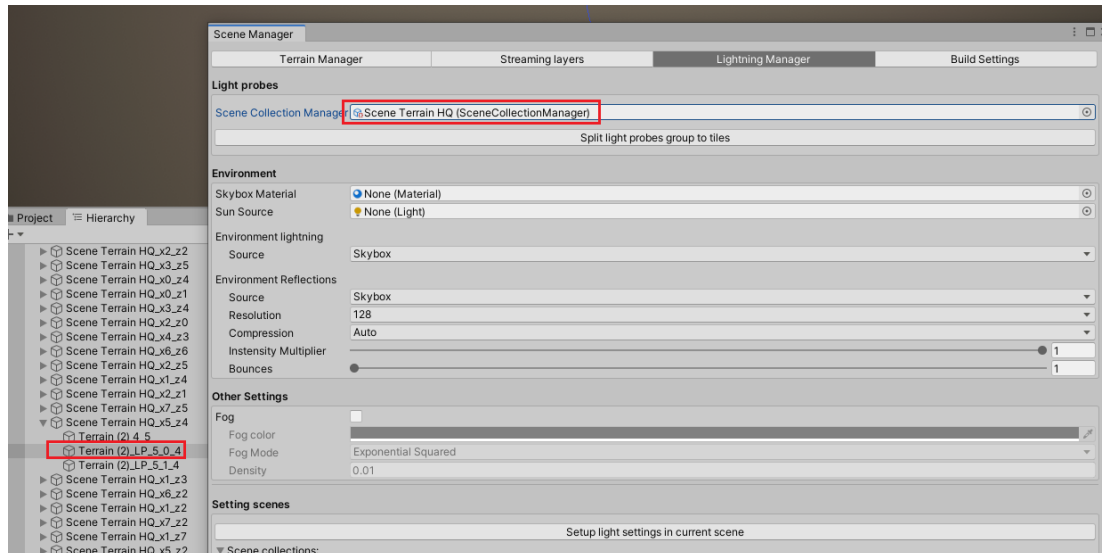 Scene Manager
Terrain Manager
Streaming layers
Lightning Manager
Build Settings
Light probes
Scene Collection Manager
Scene Terrain HQ (SceneCollectionManager)
Split light probes group to tiles
Environment
Skybox Material
None (Material)
Sun Source
None (Light)
Environment lightning
Source
Skybox
Environment Reflections
Source
Skybox
Resolution
128
Compression
Auto
Instensity Multiplier
1
Bounces
1
Other Settings
Fog
Fog color
Fog Mode
Exponential Squared
Density
0.01
Setting scenes
Setup light settings in current scene
Scene collections:
Project
Hierarchy
Scene Terrain HQ_x2_z2
Scene Terrain HQ_x3_z5
Scene Terrain HQ_x0_z4
Scene Terrain HQ_x0_z1
Scene Terrain HQ_x3_z4
Scene Terrain HQ_x2_z0
Scene Terrain HQ_x4_z3
Scene Terrain HQ_x6_z6
Scene Terrain HQ_x2_z5
Scene Terrain HQ_x1_z4
Scene Terrain HQ_x2_z1
Scene Terrain HQ_x7_z5
Scene Terrain HQ_x5_z4
Terrain (2) 4_5
Terrain (2)_LP_5_0_4
Terrain (2)_LP_5_1_4
Scene Terrain HQ_x1_z3
Scene Terrain HQ_x6_z2
Scene Terrain HQ_x1_z2
Scene Terrain HQ_x7_z2
Scene Terrain HQ_x1_z7
Scene Terrain HQ_x5_z2